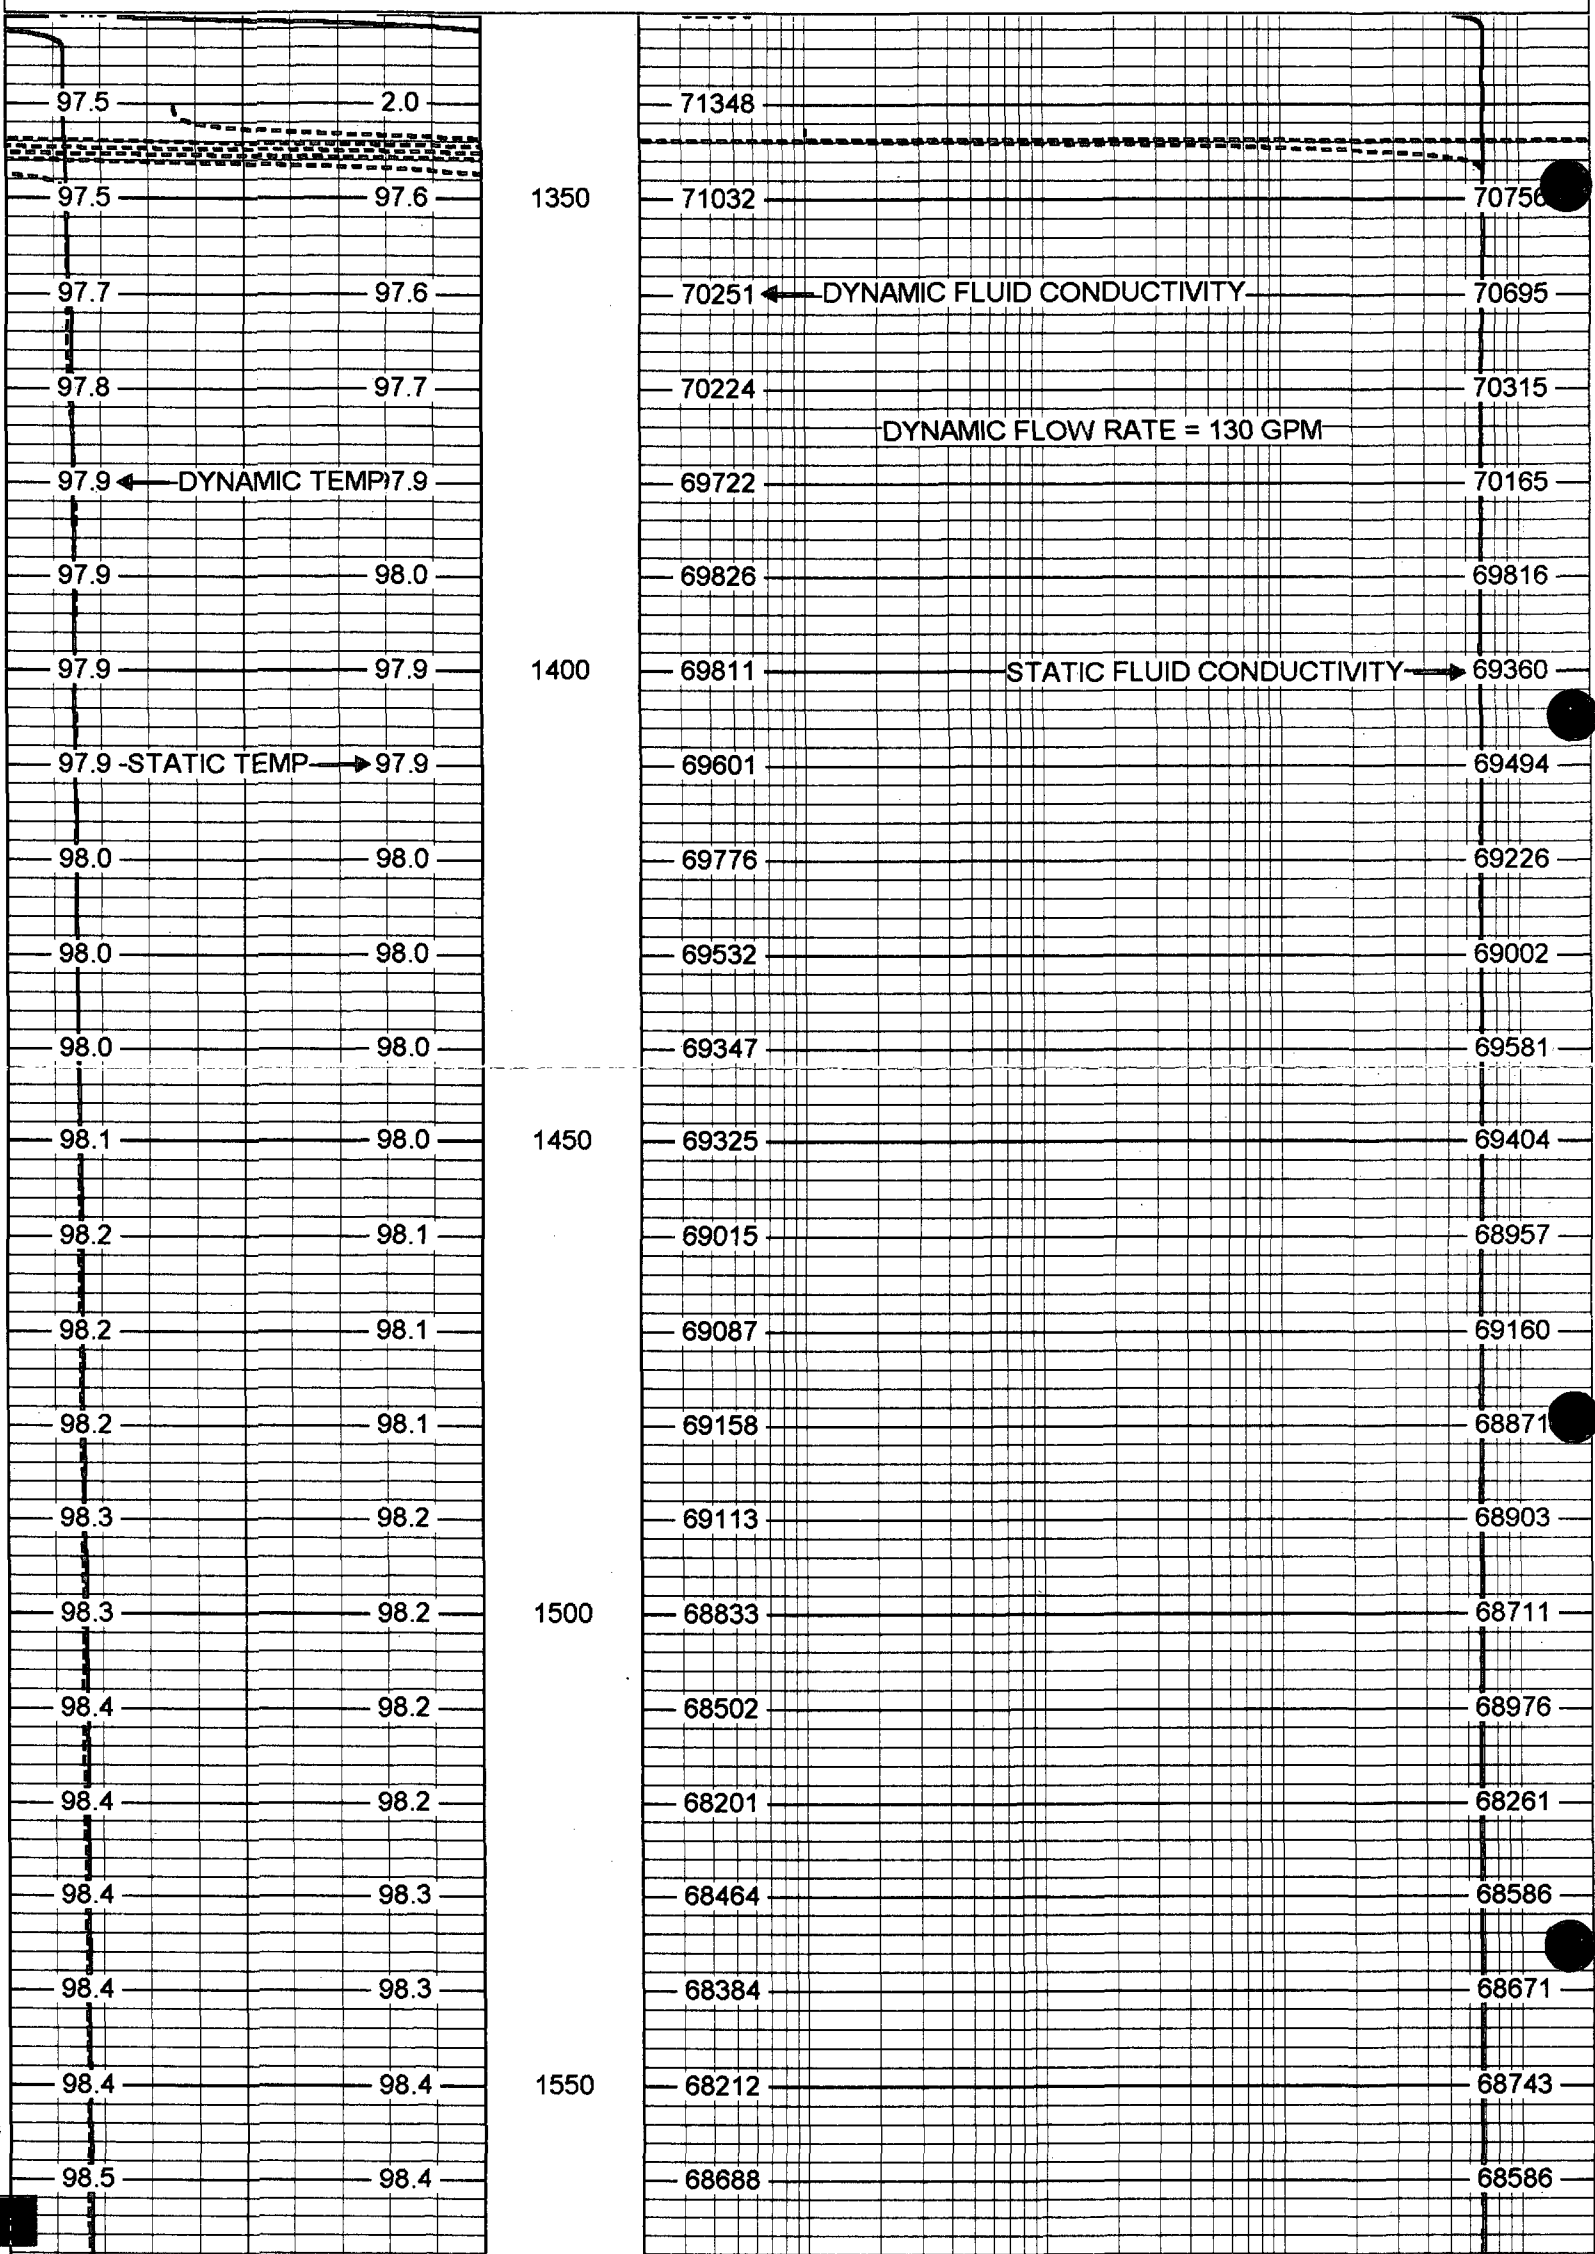 97.5 2.0 71348
97.5 97.6 1350 71032 70756
97.7 97.6 70251 DYNAMIC FLUID CONDUCTIVITY 70695
97.8 97.7 70224 70315
DYNAMIC FLOW RATE = 130 GPM
97.9 DYNAMIC TEMP 7.9 69722 70165
97.9 98.0 69826 69816
97.9 97.9 1400 69811 STATIC FLUID CONDUCTIVITY 69360
97.9 STATIC TEMP 97.9 69601 69494
98.0 98.0 69776 69226
98.0 98.0 69532 69002
98.0 98.0 69347 69581
98.1 98.0 1450 69325 69404
98.2 98.1 69015 68957
98.2 98.1 69087 69160
98.2 98.1 69158 68871
98.3 98.2 69113 68903
98.3 98.2 1500 68833 68711
98.4 98.2 68502 68976
98.4 98.2 68201 68261
98.4 98.3 68464 68586
98.4 98.3 68384 68671
98.4 98.4 1550 68212 68743
98.5 98.4 68688 68586